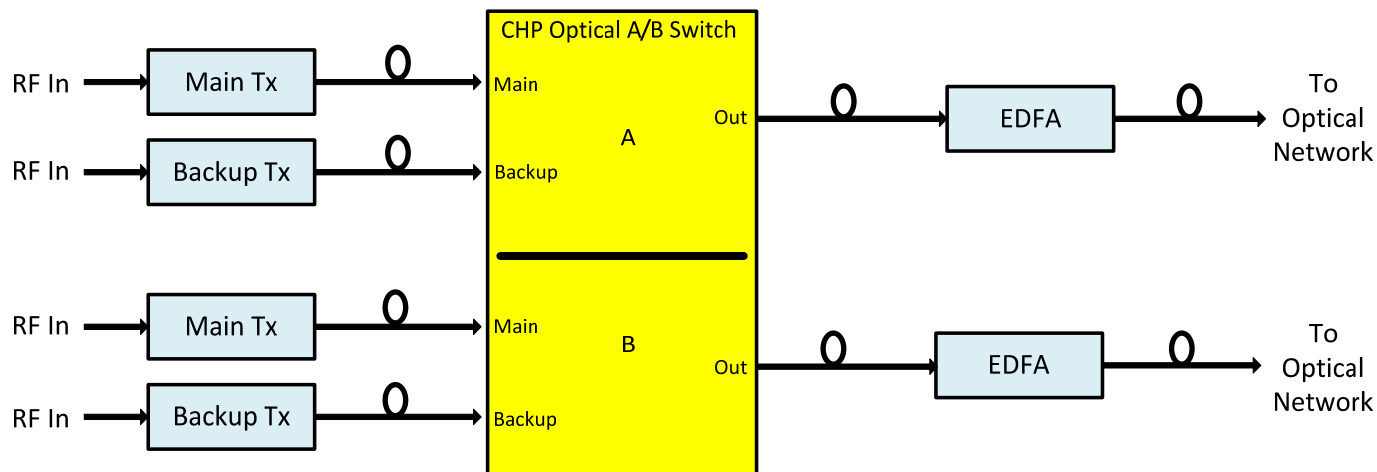 CHP Optical A/B Switch
RF In
Main Tx
Main
Out
EDFA
To
Optical
Network
A
RF In
Backup Tx
Backup
RF In
Main Tx
Main
B
Out
EDFA
To
Optical
Network
RF In
Backup Tx
Backup